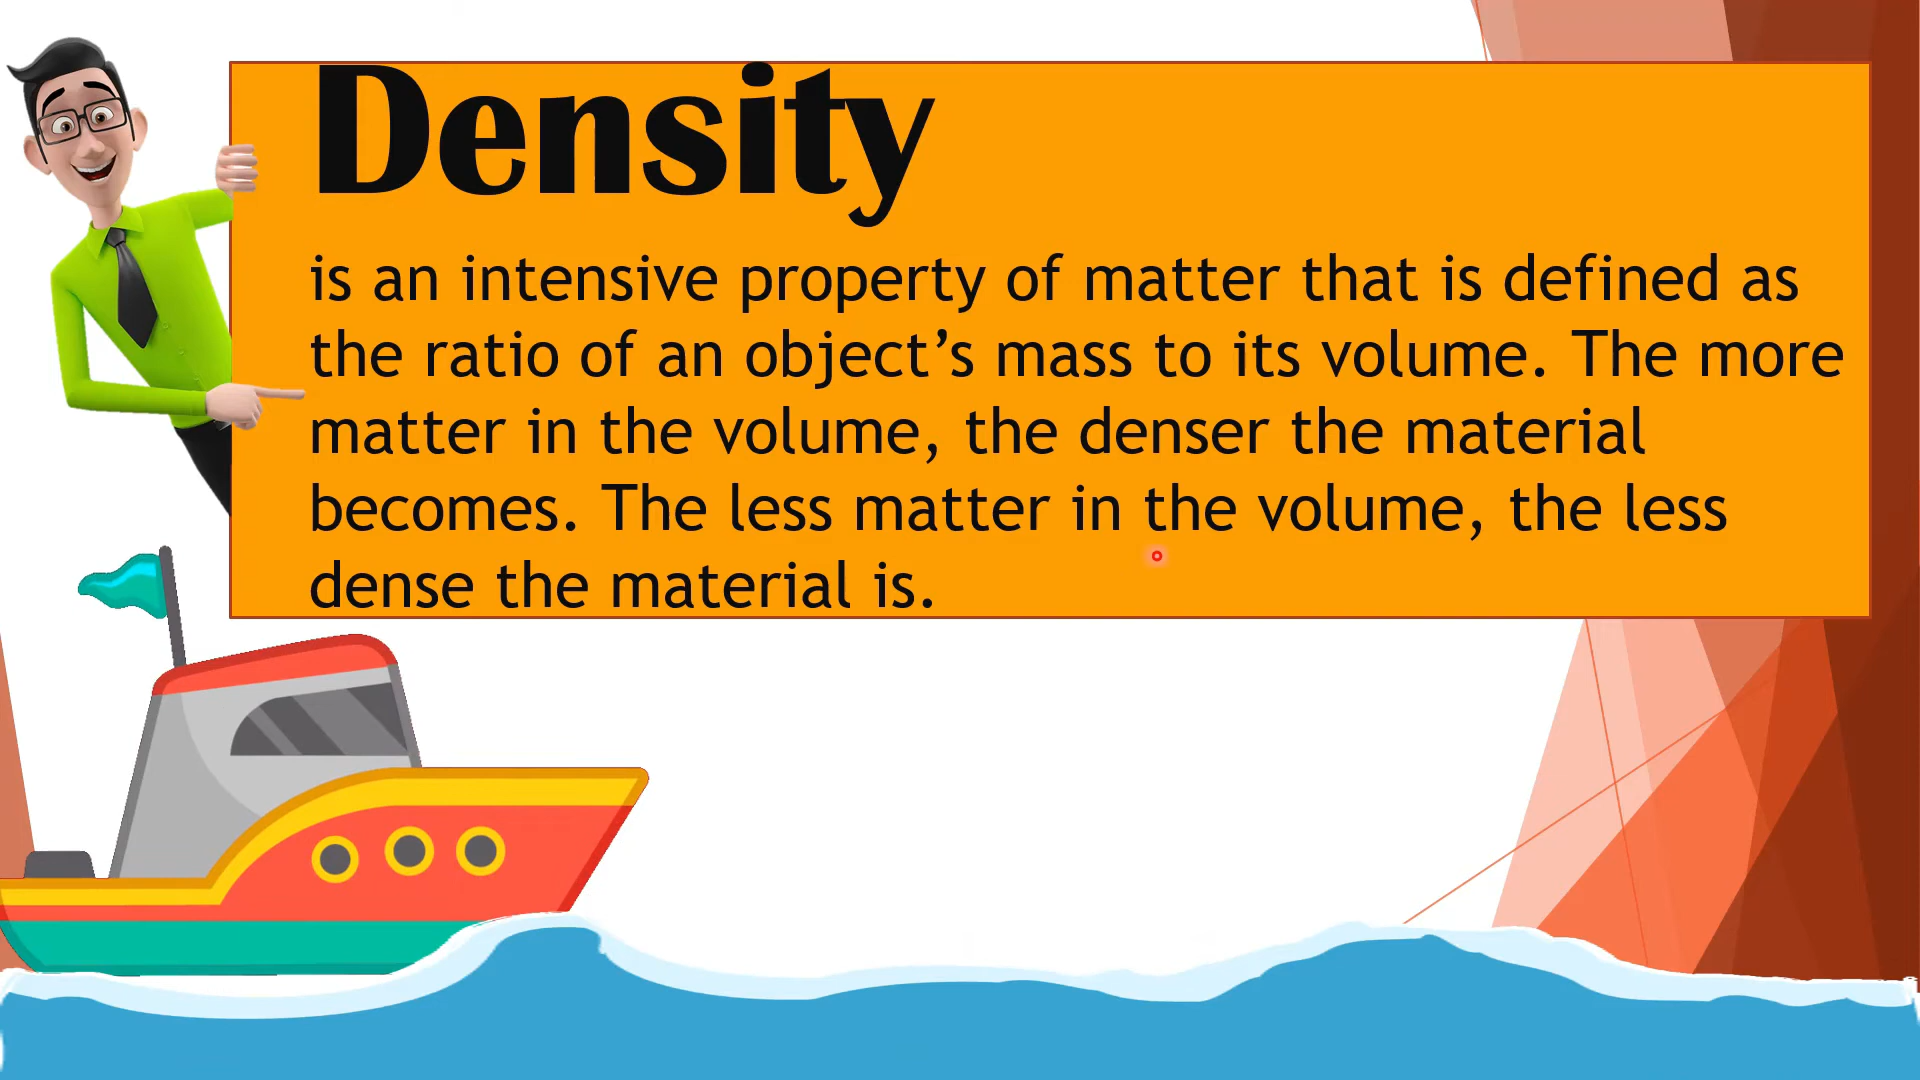 Density
is an intensive property of matter that is defined as
the ratio of an object’s mass to its volume. The more
matter in the volume, the denser the material
becomes. The less matter in the volume, the less
dense the material is.